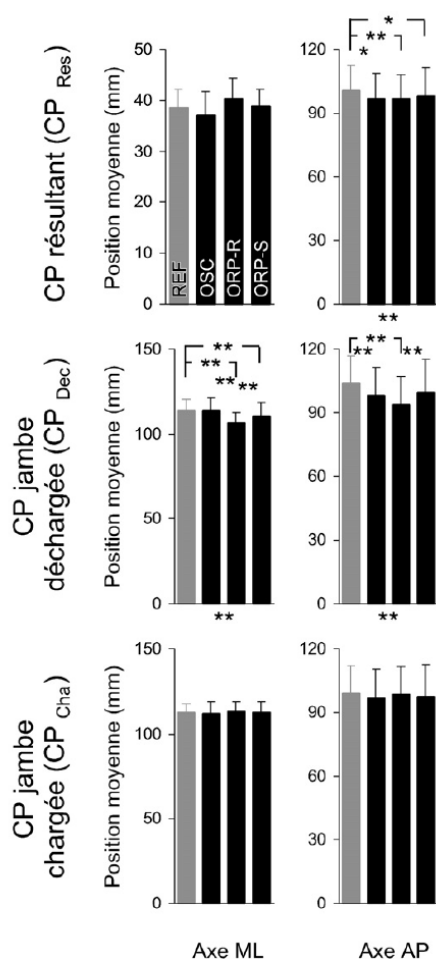 CP résultant (CP Res)
Position moyenne (mm)
50
40
30
20
10
0
REF
OSC
ORP-R
ORP-S
120
90
60
30
0
*
**
*
**
CP jambe
déchargée (CP Dec)
Position moyenne (mm)
150
100
50
0
**
**
** **
**
120
90
60
30
0
**
** **
**
CP jambe
chargée (CP Cha)
Position moyenne (mm)
150
100
50
0
120
90
60
30
0
Axe ML
Axe AP